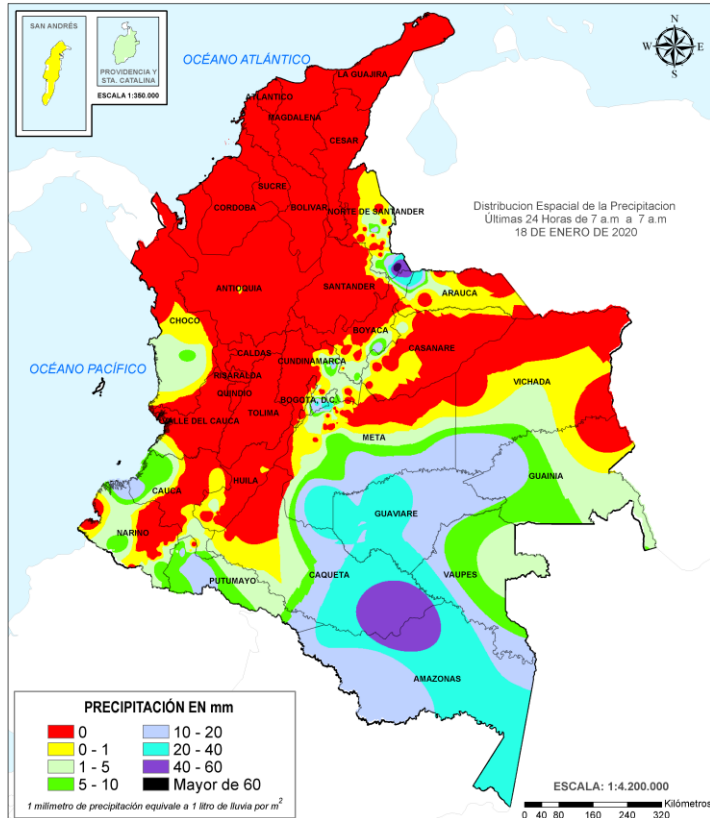 SAN ANDRÉS
PROVIDENCIA Y
STA. CATALINA
ESCALA 1:350.000
OCÉANO ATLÁNTICO
N
W
E
S
LA GUAJIRA
ATLANTICO
MAGDALENA
CESAR
SUCRE
CORDOBA
BOLIVAR
NORTE DE SANTANDER
Distribucion Espacial de la Precipitacion
Últimas 24 Horas de 7 a.m a 7 a.m
18 DE ENERO DE 2020
ANTIOQUIA
SANTANDER
ARAUCA
CHOCO
BOYACA
OCÉANO PACÍFICO
CALDAS
CUNDINAMARCA
CASANARE
RISARALDA
VICHADA
QUINDIO
BOGOTA, D.C.
TOLIMA
VALLE DEL CAUCA
META
CAUCA
HUILA
GUAINIA
GUAVIARE
NARIÑO
PUTUMAYO
CAQUETA
VAUPES
AMAZONAS
PRECIPITACIÓN EN mm
0
10 - 20
0 - 1
20 - 40
1 - 5
40 - 60
5 - 10
Mayor de 60
1 milimetro de precipitación equivale a 1 litro de lluvia por m²
ESCALA: 1:4.200.000
Kilómetros
0 40 80 160 240 320